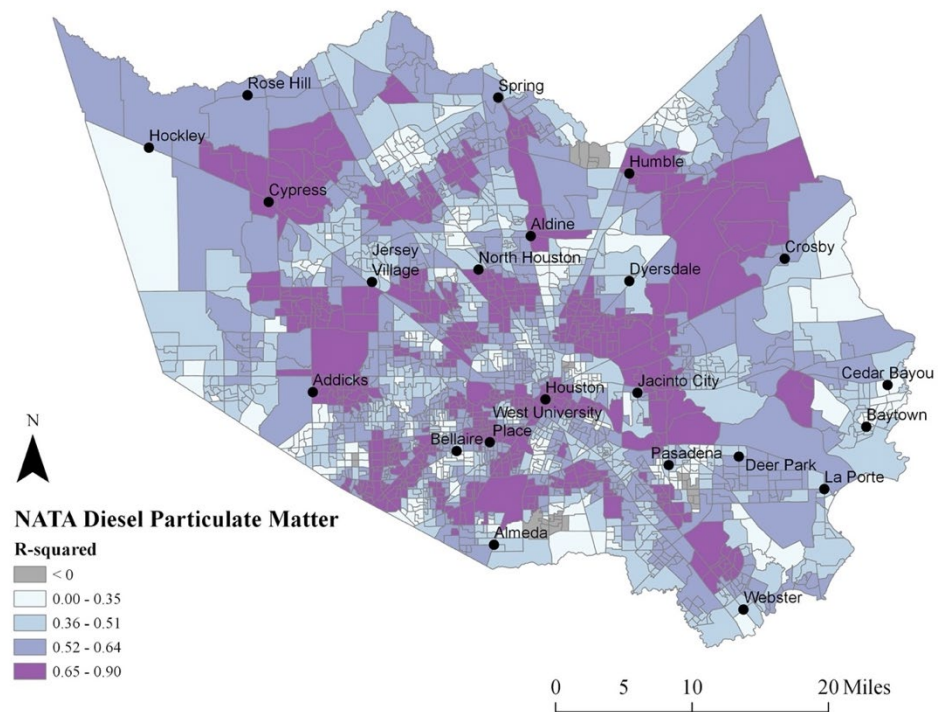 Rose Hill
Spring
Hockley
Humble
Cypress
Aldine
Crosby
Jersey
Village
North Houston
Dyersdale
Addicks
Houston
Jacinto City
Cedar Bayou
West University
Place
Baytown
Bellaire
Pasadena
Deer Park
La Porte
Almeda
Webster
N
NATA Diesel Particulate Matter
R-squared
< 0
0.00 - 0.35
0.36 - 0.51
0.52 - 0.64
0.65 - 0.90
0 5 10 20 Miles